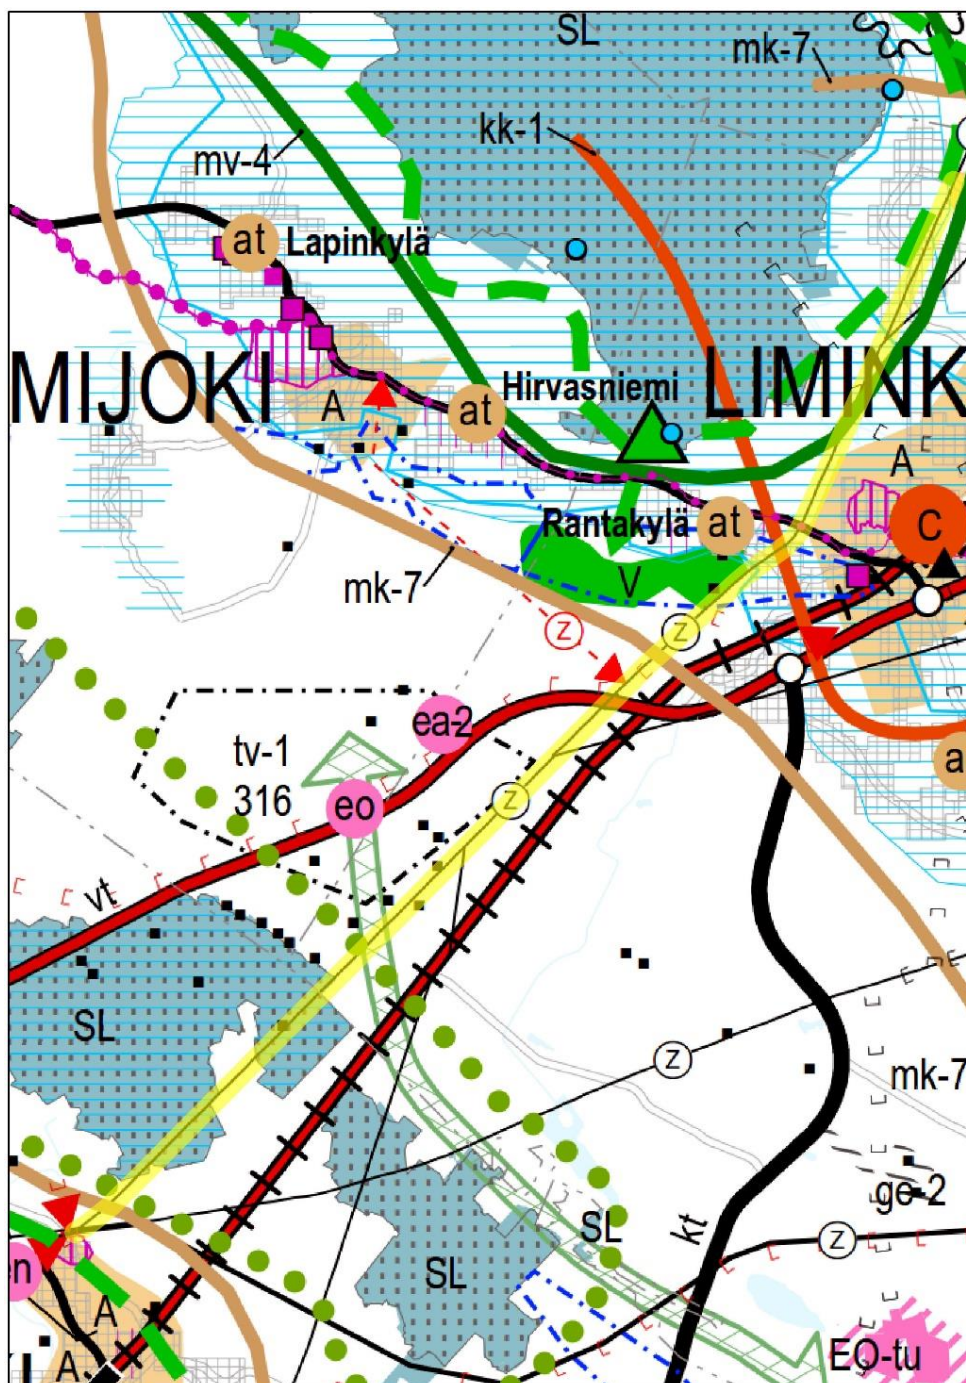 SL
mk-7
kk-1
mv-4
at
Lapinkylä
MIJOKI
LIMINK
Hirvasniemi
A
at
A
Rantakylä
at
C
mk-7
V
z
z
ea-2
tv-1
316
z
eo
a
vt
SL
z
mk-7
ge-2
kt
SL
z
SL
en
A
A
EO-tu